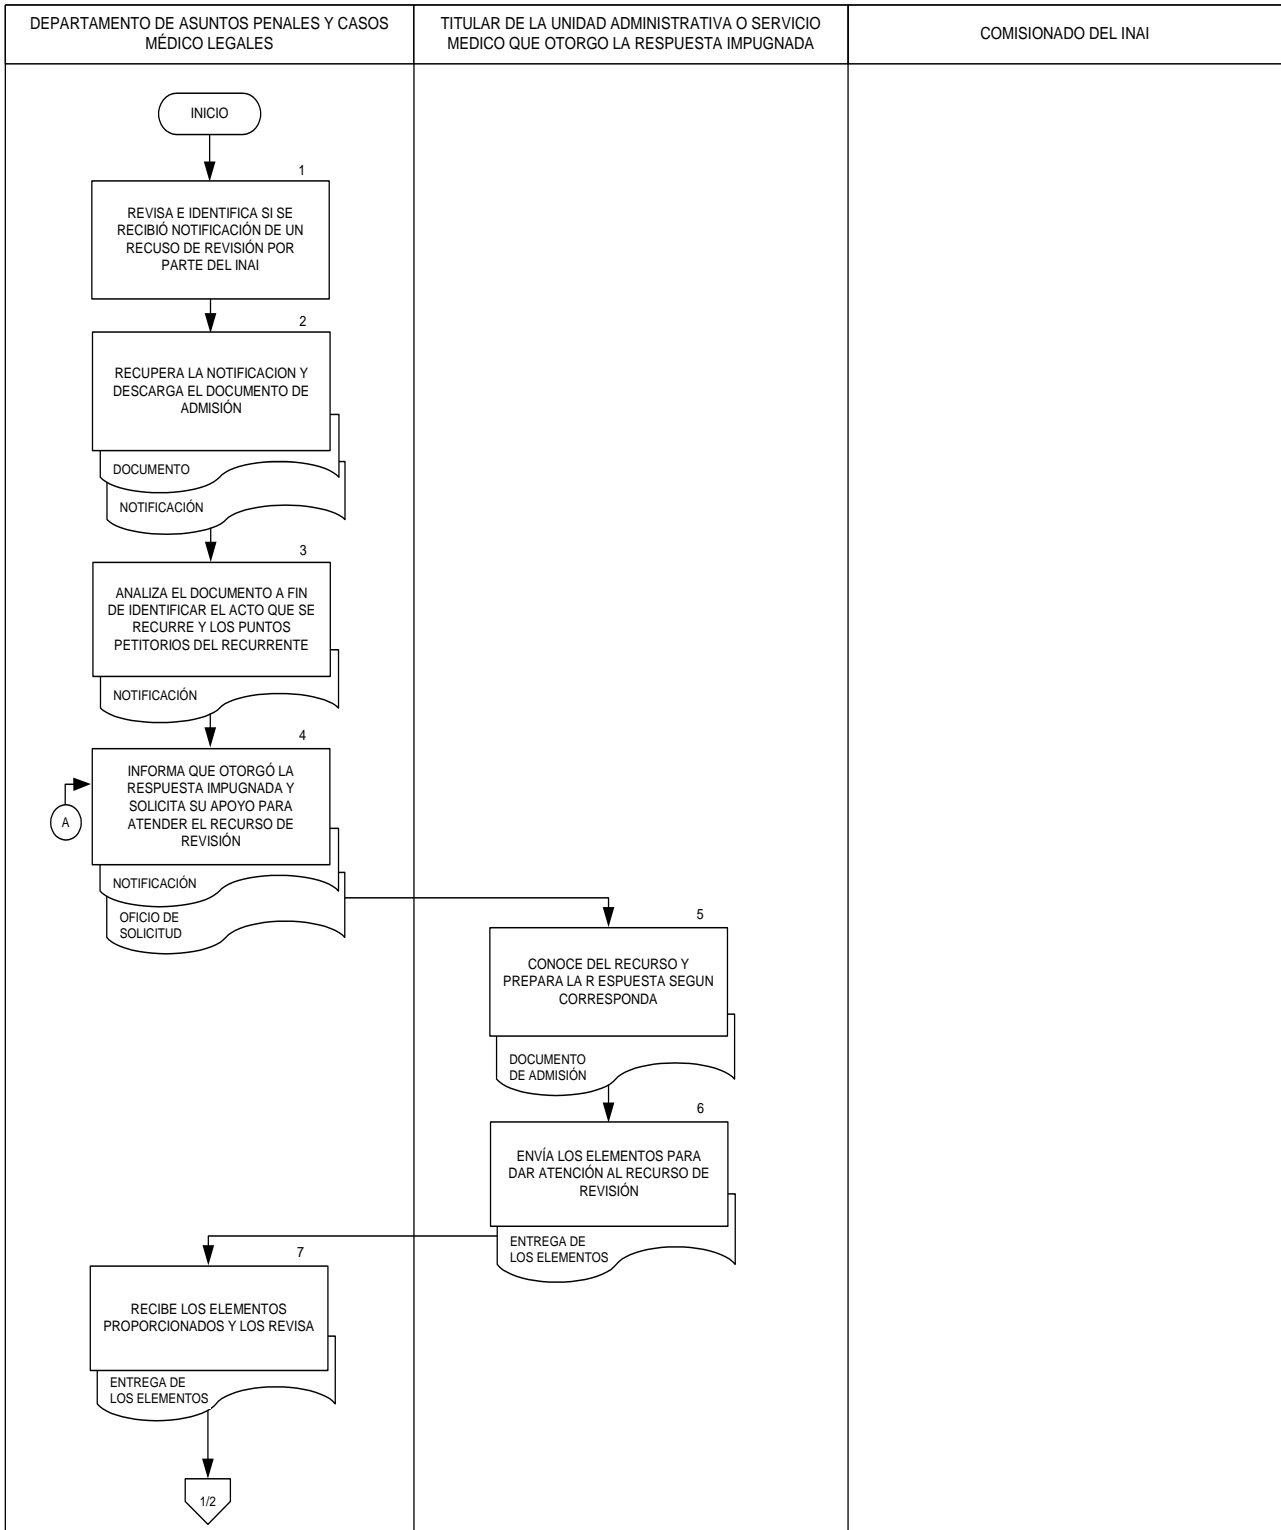 DEPARTAMENTO DE ASUNTOS PENALES Y CASOS
MÉDICO LEGALES
TITULAR DE LA UNIDAD ADMINISTRATIVA O SERVICIO
MEDICO QUE OTORGO LA RESPUESTA IMPUGNADA
COMISIONADO DEL INAI
INICIO
1
REVISA E IDENTIFICA SI SE
RECIBIÓ NOTIFICACIÓN DE UN
RECUSO DE REVISIÓN POR
PARTE DEL INAI
2
RECUPERA LA NOTIFICACION Y
DESCARGA EL DOCUMENTO DE
ADMISIÓN
DOCUMENTO
NOTIFICACIÓN
3
ANALIZA EL DOCUMENTO A FIN
DE IDENTIFICAR EL ACTO QUE SE
RECURRE Y LOS PUNTOS
PETITORIOS DEL RECURRENTE
NOTIFICACIÓN
4
INFORMA QUE OTORGÓ LA
RESPUESTA IMPUGNADA Y
SOLICITA SU APOYO PARA
ATENDER EL RECURSO DE
REVISIÓN
A
NOTIFICACIÓN
OFICIO DE
SOLICITUD
5
CONOCE DEL RECURSO Y
PREPARA LA R ESPUESTA SEGUN
CORRESPONDA
DOCUMENTO
DE ADMISIÓN
6
ENVÍA LOS ELEMENTOS PARA
DAR ATENCIÓN AL RECURSO DE
REVISIÓN
ENTREGA DE
LOS ELEMENTOS
7
RECIBE LOS ELEMENTOS
PROPORCIONADOS Y LOS REVISA
ENTREGA DE
LOS ELEMENTOS
1/2